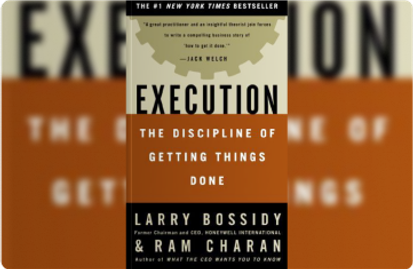 THE #1 NEW YORK TIMES BESTSELLER
"A great practitioner and an insightful theorist join forces
to write a compelling business story of
'how to get it done.'"
—JACK WELCH
EXECUTION
THE DISCIPLINE OF
GETTING THINGS
DONE
LARRY BOSSIDY
Former Chairman and CEO, HONEYWELL INTERNATIONAL
& RAM CHARAN
Author of WHAT THE CEO WANTS YOU TO KNOW